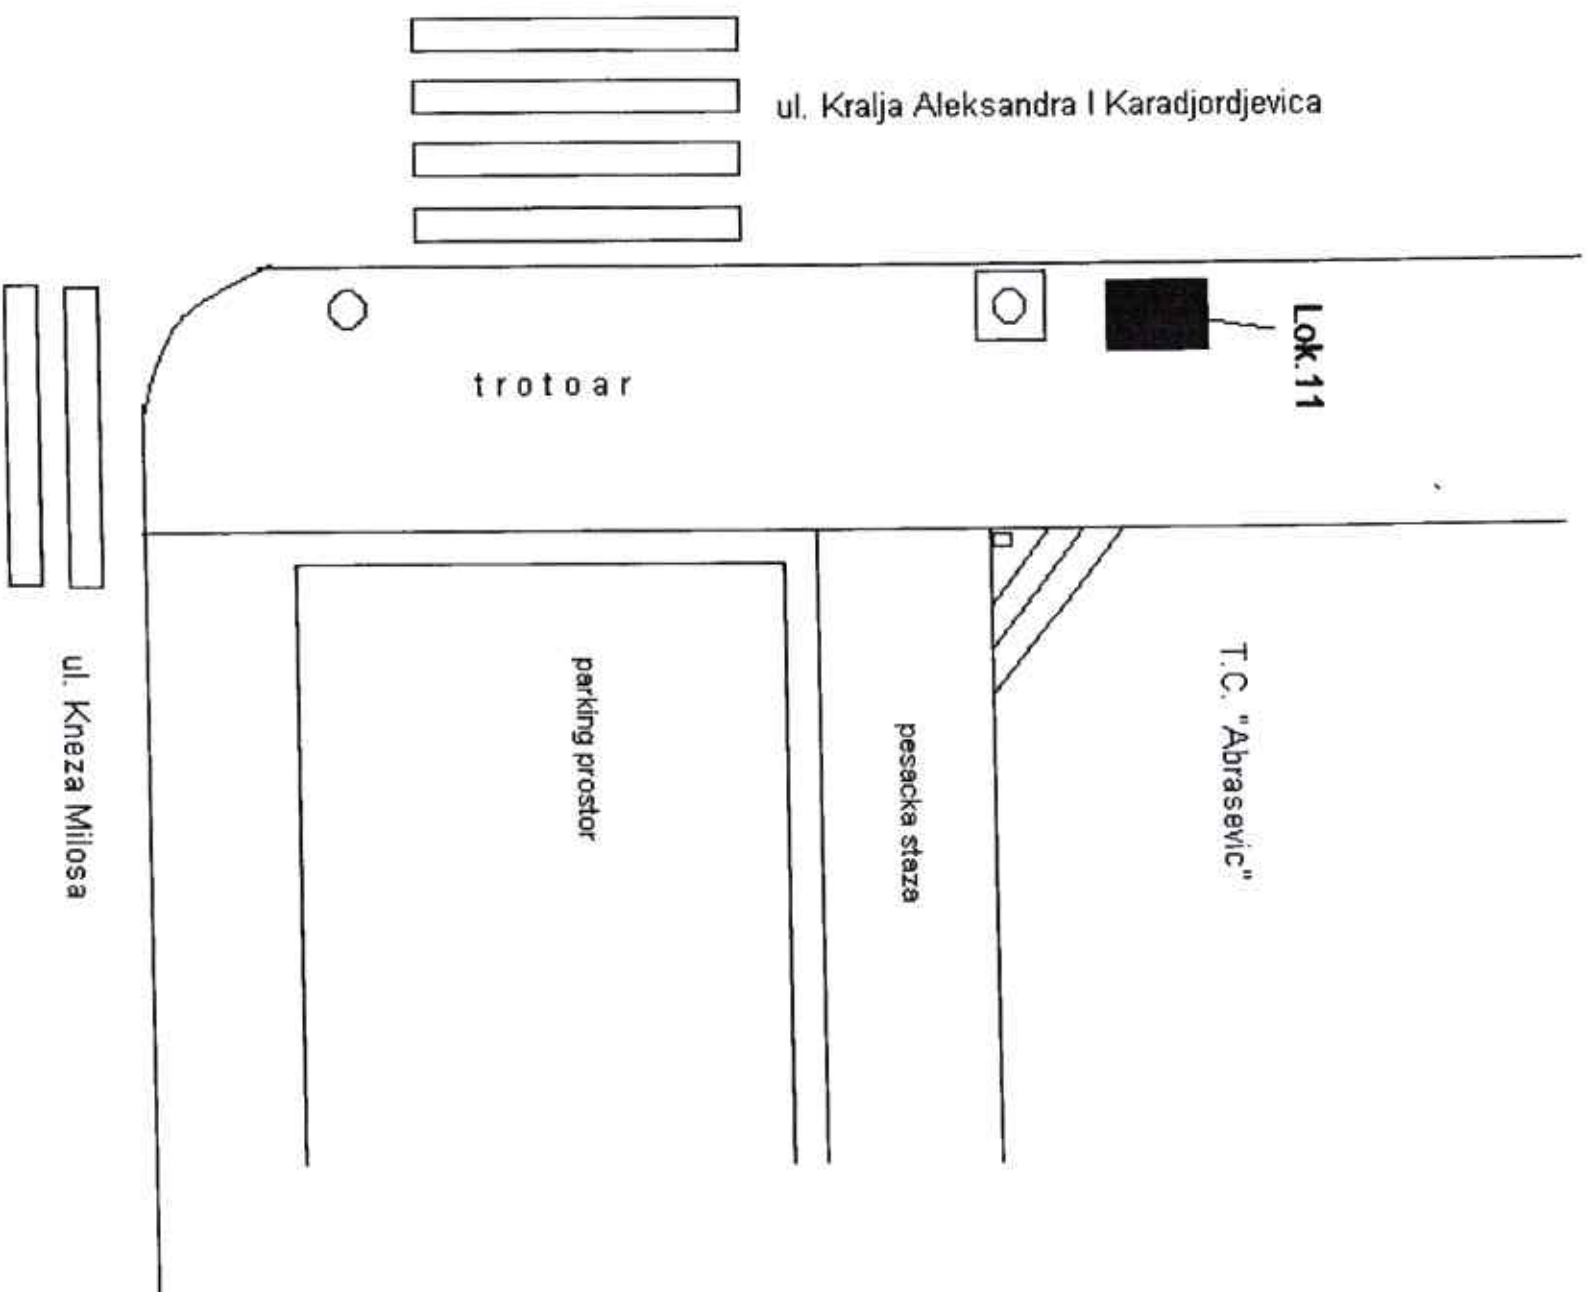 ul. Kralja Aleksandra I Karadjordjevica
Lok.11
trotoar
ul. Kneza Milosa
parking prostor
pesacka staza
T.C. "Abrasevic"